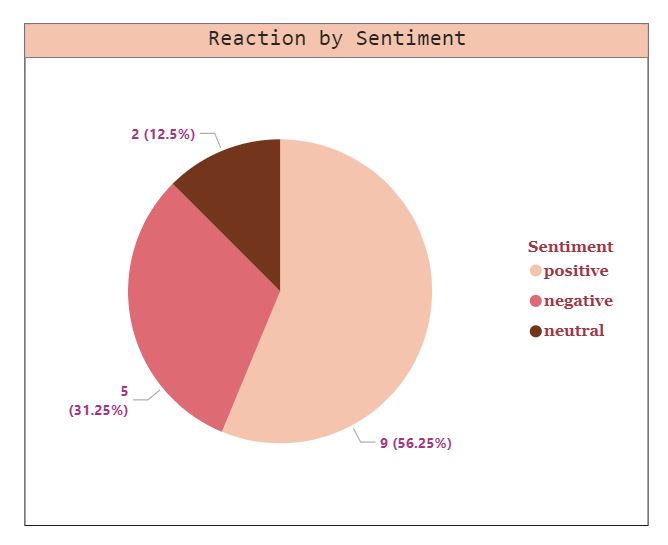 Reaction by Sentiment
2 (12.5%)
5
(31.25%)
9 (56.25%)
Sentiment
positive
negative
neutral